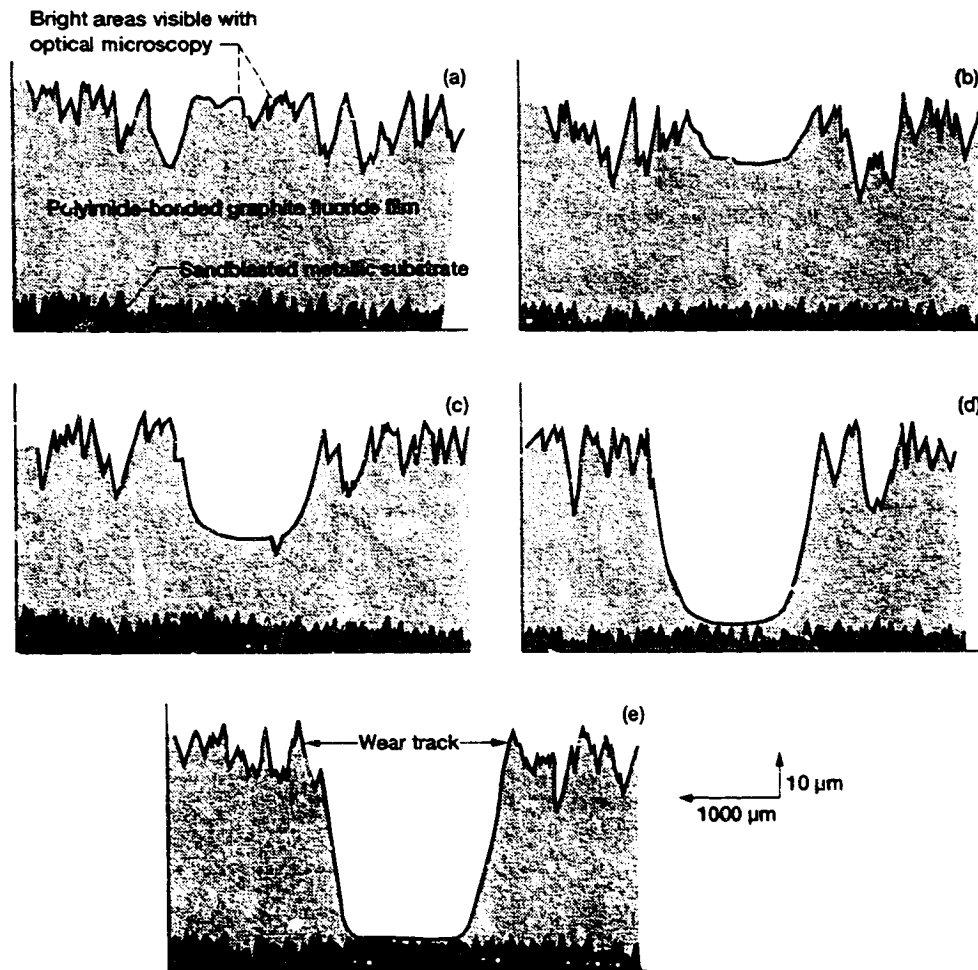 Bright areas visible with
optical microscopy
(a)
(b)
Polyimide-bonded graphite fluoride film
Sandblasted metallic substrate
(c)
(d)
(e)
Wear track
10 µm
1000 µm